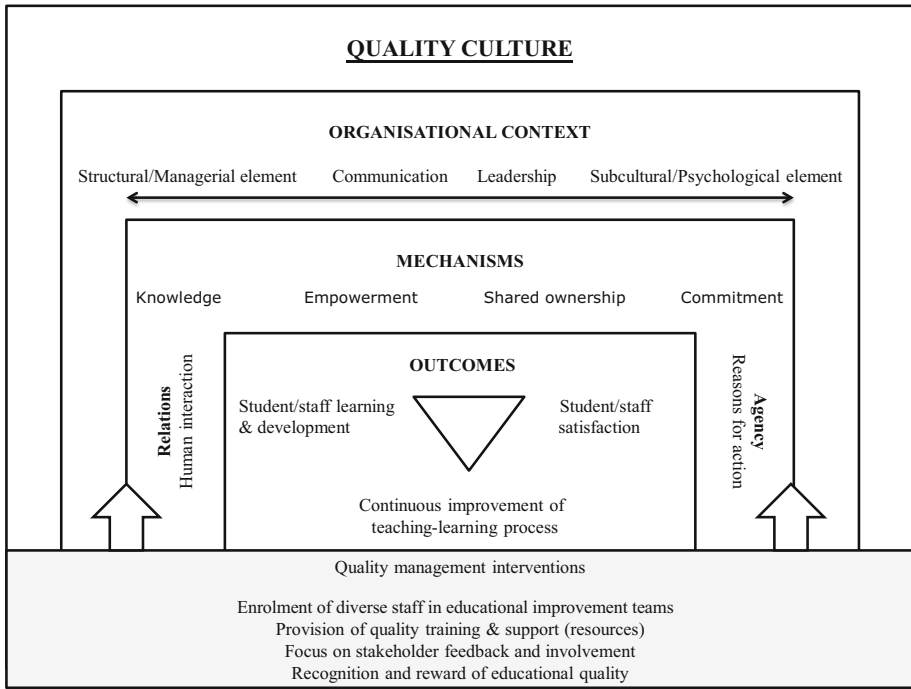 QUALITY CULTURE
ORGANISATIONAL CONTEXT
Structural/Managerial element Communication Leadership Subcultural/Psychological element
MECHANISMS
Knowledge Empowerment Shared ownership Commitment
Relations
Human interaction
OUTCOMES
Student/staff learning
& development
Student/staff
satisfaction
Continuous improvement of
teaching-learning process
Agency
Reasons for action
Quality management interventions
Enrolment of diverse staff in educational improvement teams
Provision of quality training & support (resources)
Focus on stakeholder feedback and involvement
Recognition and reward of educational quality